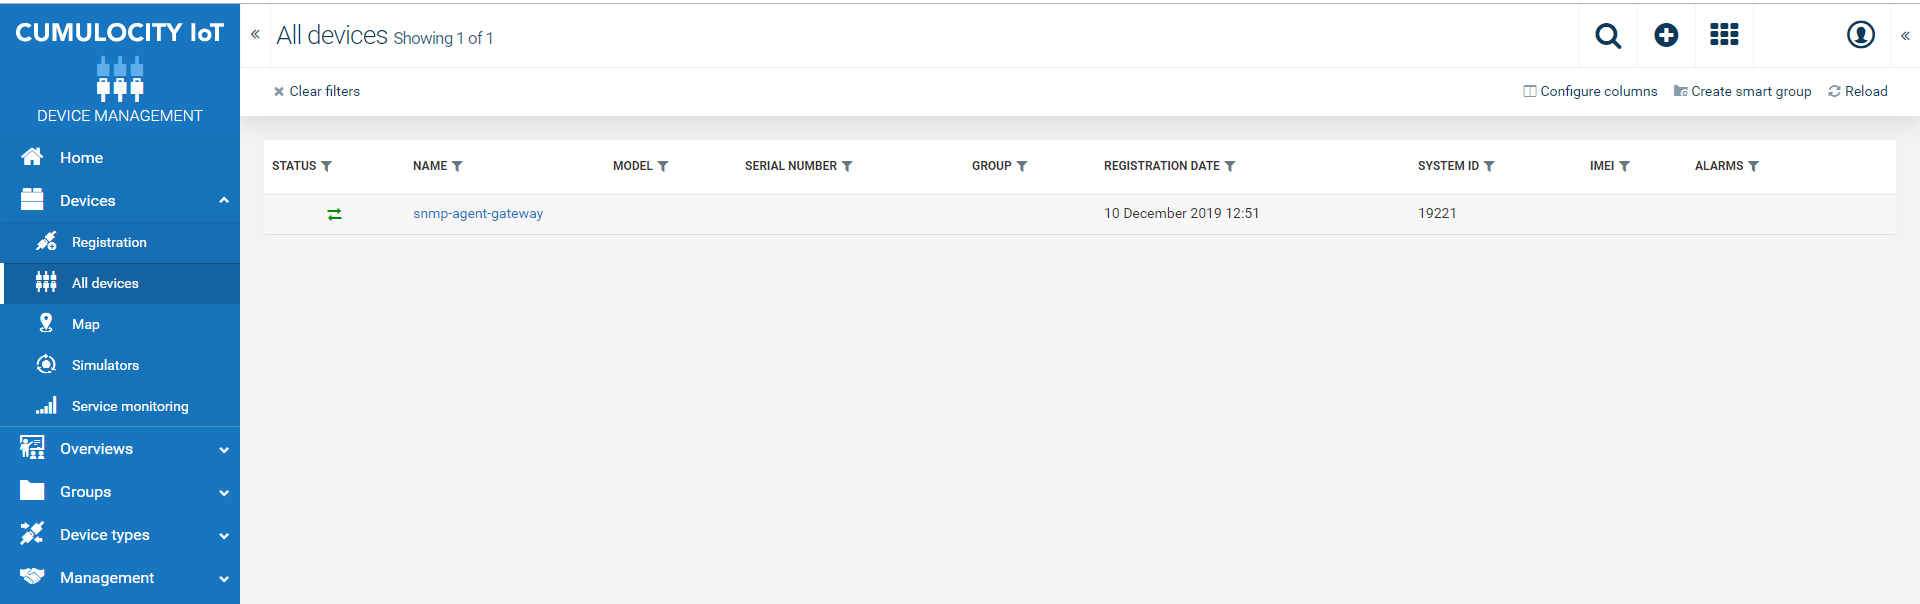 CUMULOCITY IoT
DEVICE MANAGEMENT
Home
Devices
Registration
All devices
Map
Simulators
Service monitoring
Overviews
Groups
Device types
Management
All devices Showing 1 of 1
Clear filters
Configure columns Create smart group Reload
STATUS NAME MODEL SERIAL NUMBER GROUP REGISTRATION DATE SYSTEM ID IMEI ALARMS
snmp-agent-gateway 10 December 2019 12:51 19221